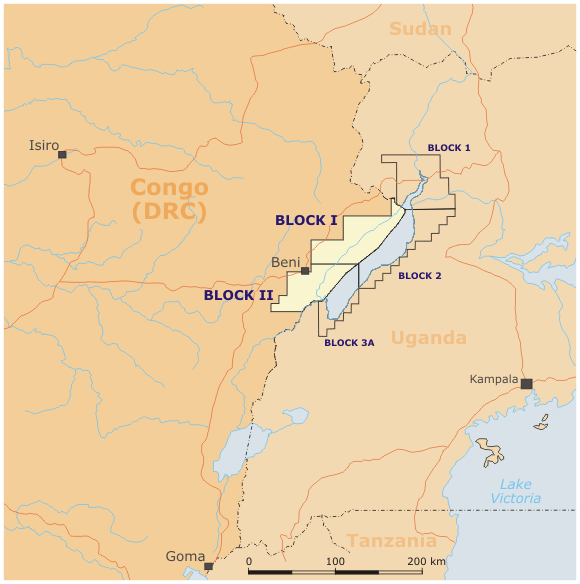 Sudan
Isiro
BLOCK 1
Congo
(DRC)
BLOCK I
Beni
BLOCK II
BLOCK 2
BLOCK 3A
Uganda
Kampala
Lake
Victoria
Tanzania
Goma
0 100 200 km